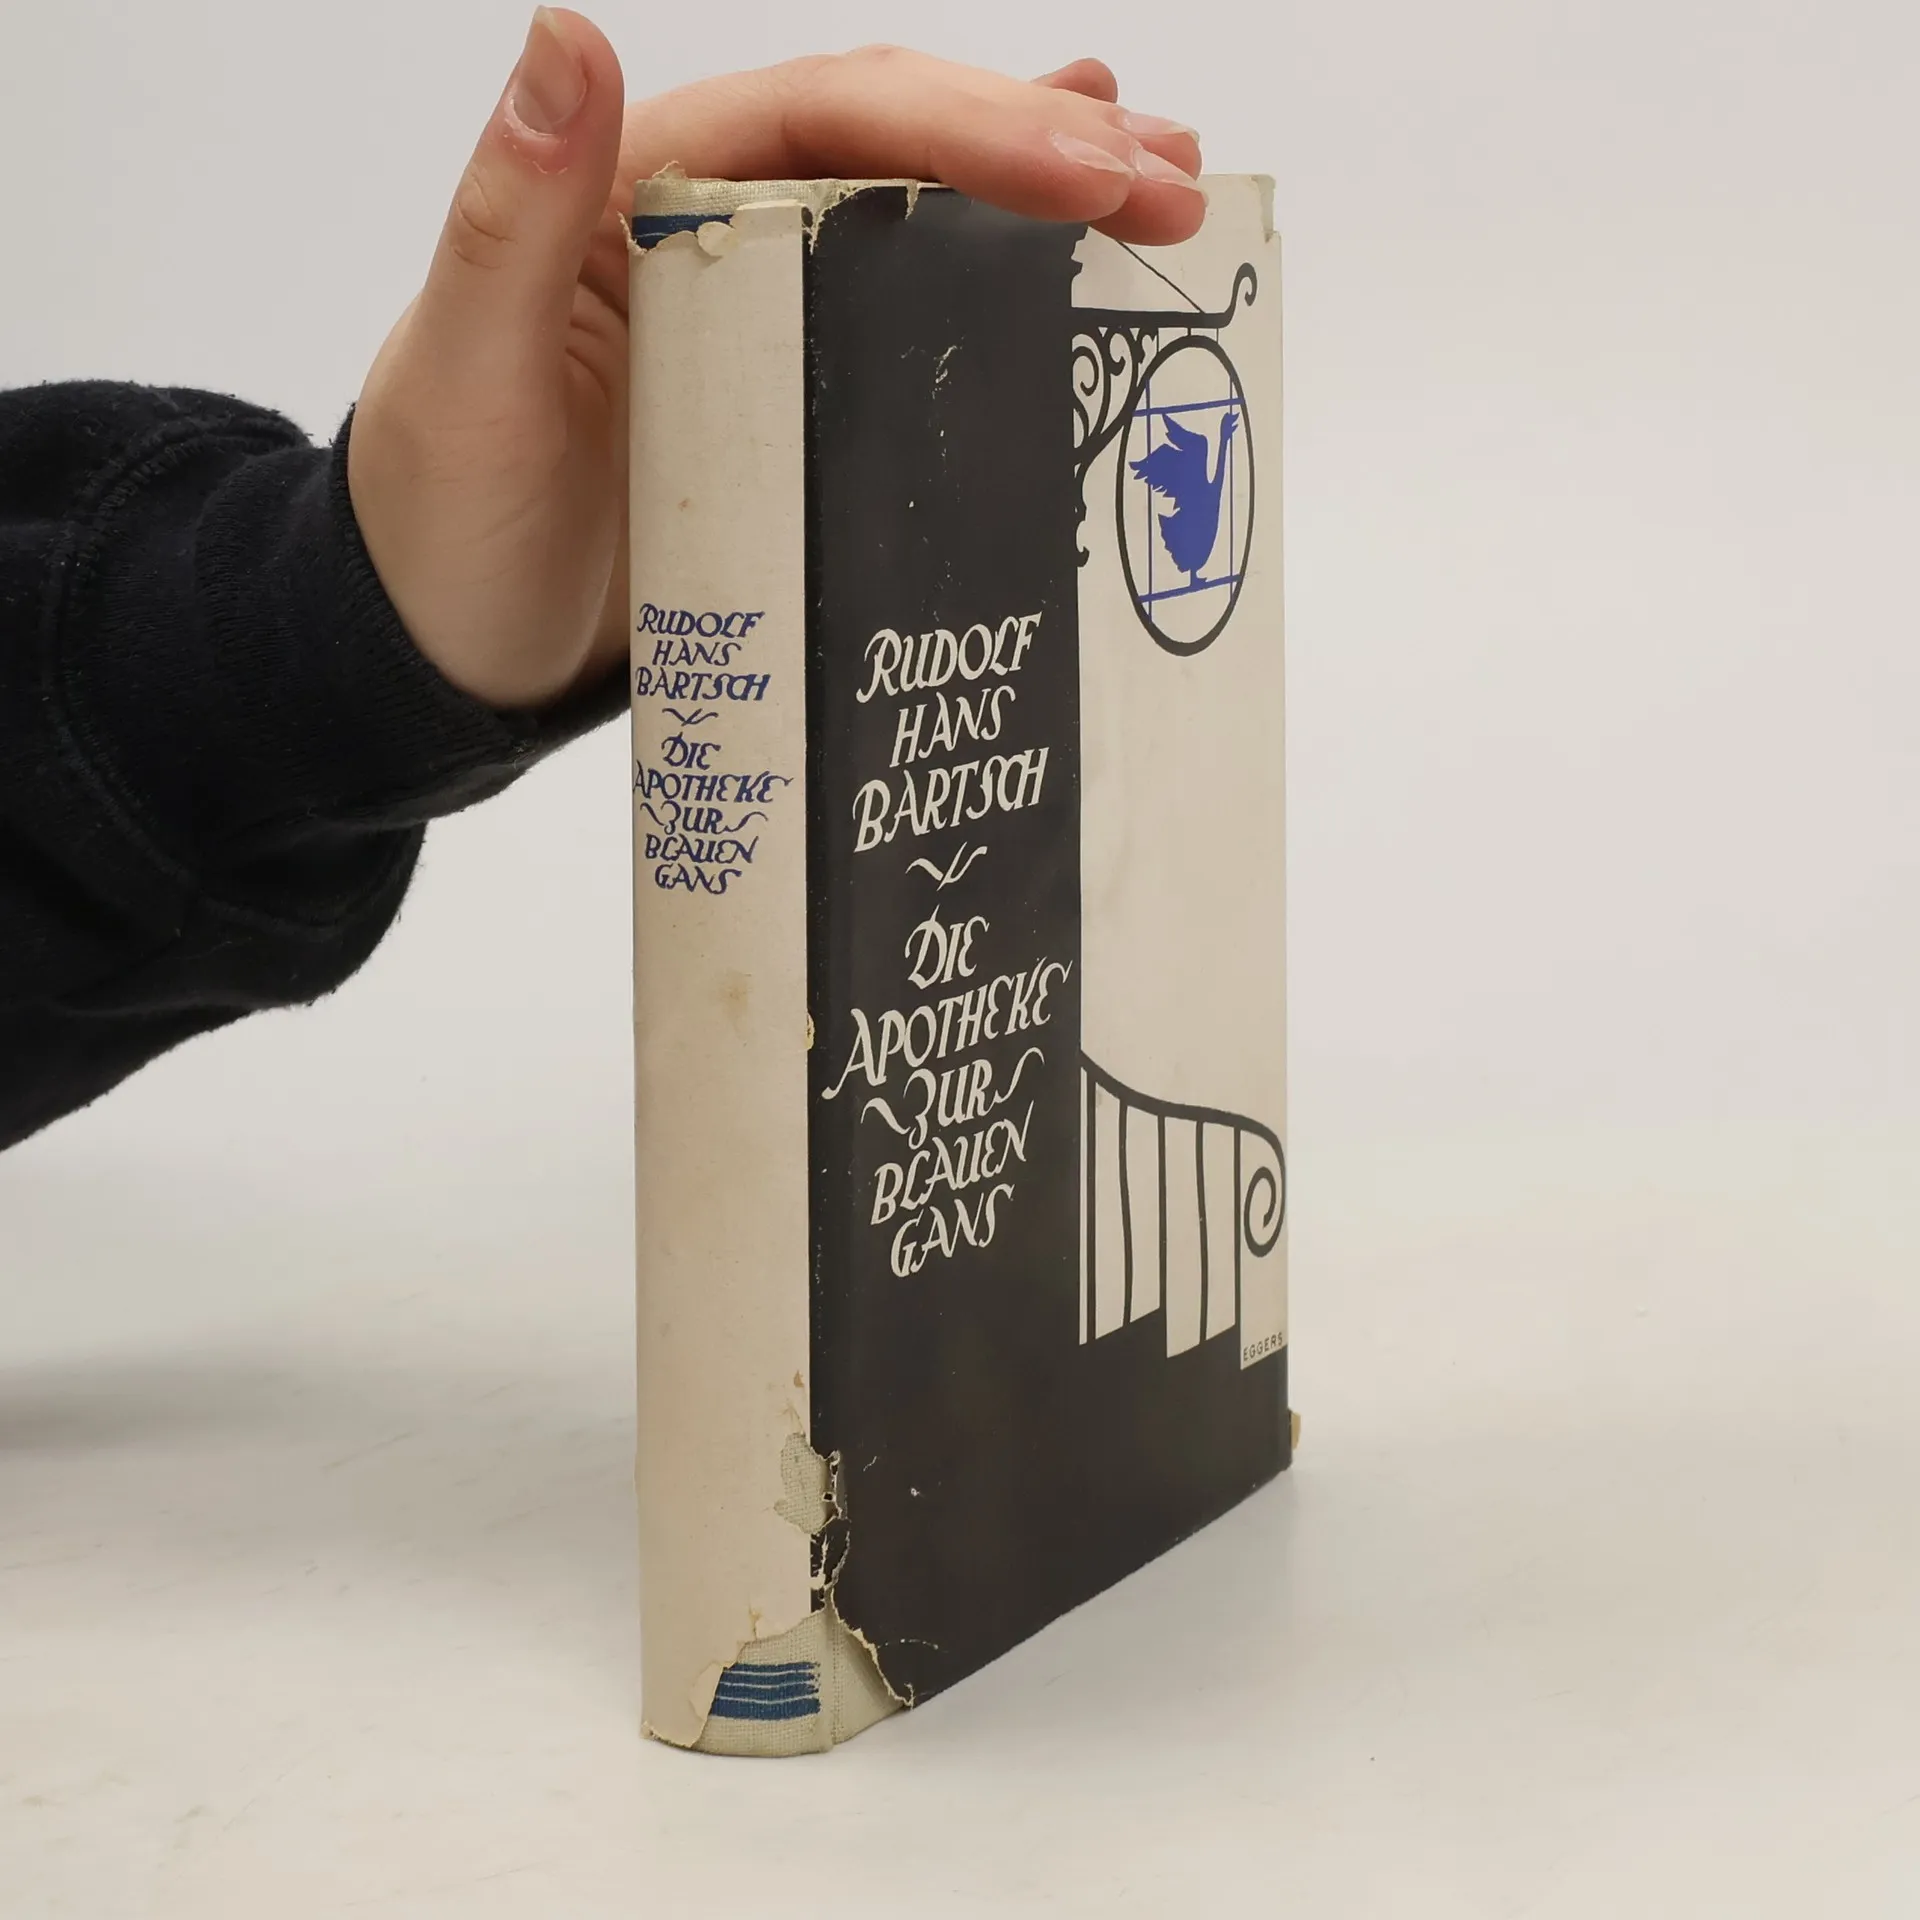 RUDOLF
HANS
BARTSCH
DIE
APOTHEKE
ZUR
BLAUEN
GANS
RUDOLF
HANS
BARTSCH
DIE
APOTHEKE
ZUR
BLAUEN
GANS
EGGERS